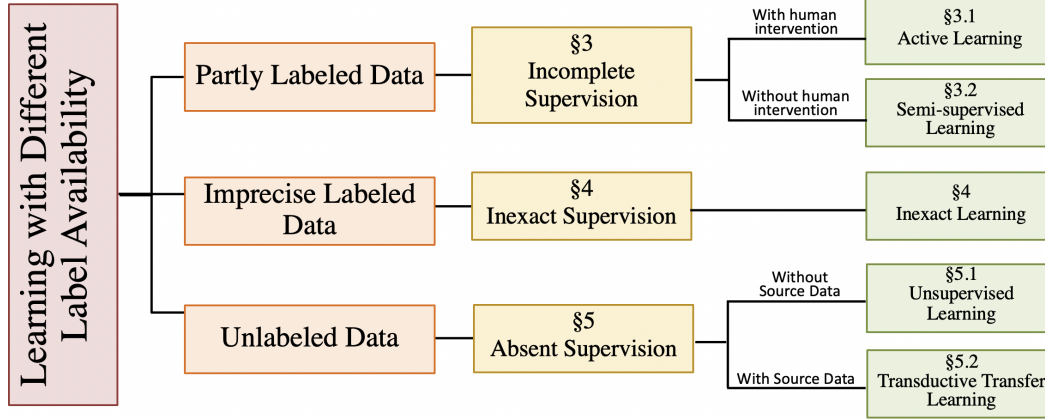 Learning with Different
Label Availability
Partly Labeled Data
§3
Incomplete
Supervision
With human
intervention
§3.1
Active Learning
Without human
intervention
§3.2
Semi-supervised
Learning
Imprecise Labeled
Data
§4
Inexact Supervision
§4
Inexact Learning
Unlabeled Data
§5
Absent Supervision
Without
Source Data
§5.1
Unsupervised
Learning
With Source Data
§5.2
Transductive Transfer
Learning